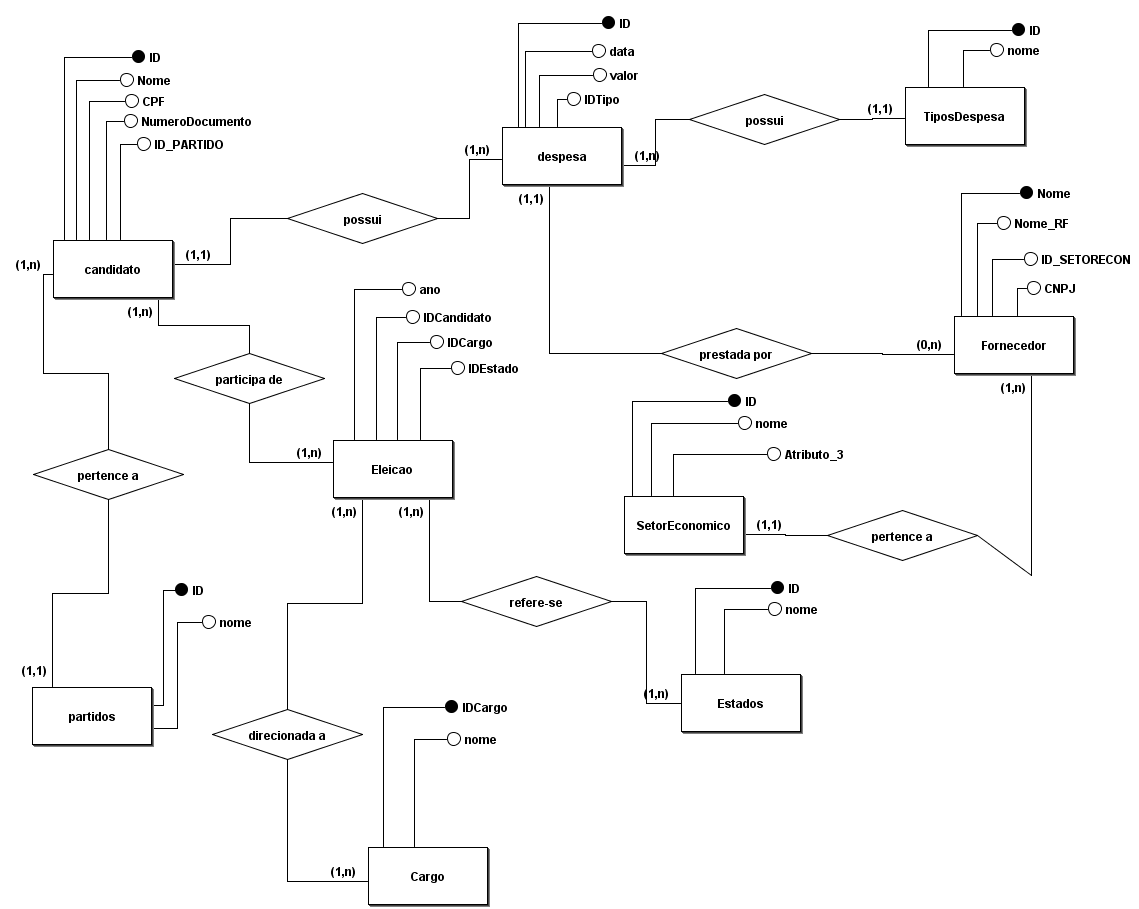 ID
Nome
CPF
NumeroDocumento
ID_PARTIDO
candidato
(1,n)
(1,1)
(1,n)
possui
(1,n)
ID
data
valor
IDTipo
despesa
(1,1)
(1,n)
possui
(1,1)
ID
nome
TiposDespesa
Nome
Nome_RF
ID_SETORECON
CNPJ
Fornecedor
(0,n)
(1,n)
prestada por
participa de
(1,n)
ano
IDCandidato
IDCargo
IDEstado
Eleicao
(1,n)
(1,n)
ID
nome
Atributo_3
SetorEconomico
(1,1)
pertence a
pertence a
(1,1)
ID
nome
partidos
refere-se
(1,n)
ID
nome
Estados
direcionada a
(1,n)
IDCargo
nome
Cargo